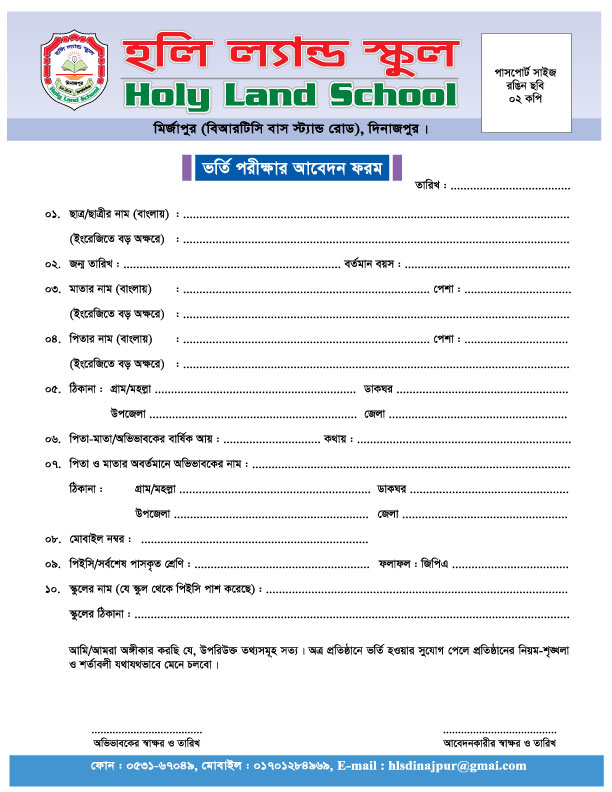 হলি ল্যান্ড স্কুল
দিনাজপুর
Holy Land School
হলি ল্যান্ড স্কুল
Holy Land School
মির্জাপুর (বিআরটিসি বাস স্ট্যান্ড রোড), দিনাজপুর।
পাসপোর্ট সাইজ
রঙিন ছবি
০২ কপি
ভর্তি পরীক্ষার আবেদন ফরম
তারিখ : ....................................
০১. ছাত্র/ছাত্রীর নাম (বাংলায়) : ........................................
(ইংরেজিতে বড় অক্ষরে) : ........................................
০২. জন্ম তারিখ : ........................................ বর্তমান বয়স : ........................................
০৩. মাতার নাম (বাংলায়) : ........................................ পেশা : ..............................
(ইংরেজিতে বড় অক্ষরে) : ........................................
০৪. পিতার নাম (বাংলায়) : ........................................ পেশা : ..............................
(ইংরেজিতে বড় অক্ষরে) : ........................................
০৫. ঠিকানা : গ্রাম/মহল্লা ........................................ ডাকঘর ........................................
উপজেলা ........................................ জেলা ........................................
০৬. পিতা-মাতা/অভিভাবকের বার্ষিক আয় : .............................. কথায় : ........................................
০৭. পিতা ও মাতার অবর্তমানে অভিভাবকের নাম : ........................................
ঠিকানা : গ্রাম/মহল্লা ........................................ ডাকঘর ........................................
উপজেলা ........................................ জেলা ........................................
০৮. মোবাইল নম্বর : ........................................
০৯. পিইসি/সর্বশেষ পাসকৃত শ্রেণি : ........................................ ফলাফল : জিপিএ ..............................
১০. স্কুলের নাম (যে স্কুল থেকে পিইসি পাশ করেছে) : ........................................
স্কুলের ঠিকানা : ........................................
আমি/আমরা অঙ্গীকার করছি যে, উপরিউক্ত তথ্যসমূহ সত্য। অত্র প্রতিষ্ঠানে ভর্তি হওয়ার সুযোগ পেলে প্রতিষ্ঠানের নিয়ম-শৃঙ্খলা
ও শর্তাবলী যথাযথভাবে মেনে চলবো।
.................................... ....................................
অভিভাবকের স্বাক্ষর ও তারিখ আবেদনকারীর স্বাক্ষর ও তারিখ
ফোন : ০৫৩১-৬৭০৪৯, মোবাইল : ০১৭০১২৮৪৯৬৯, E-mail : hlsdinajpur@gmai.com